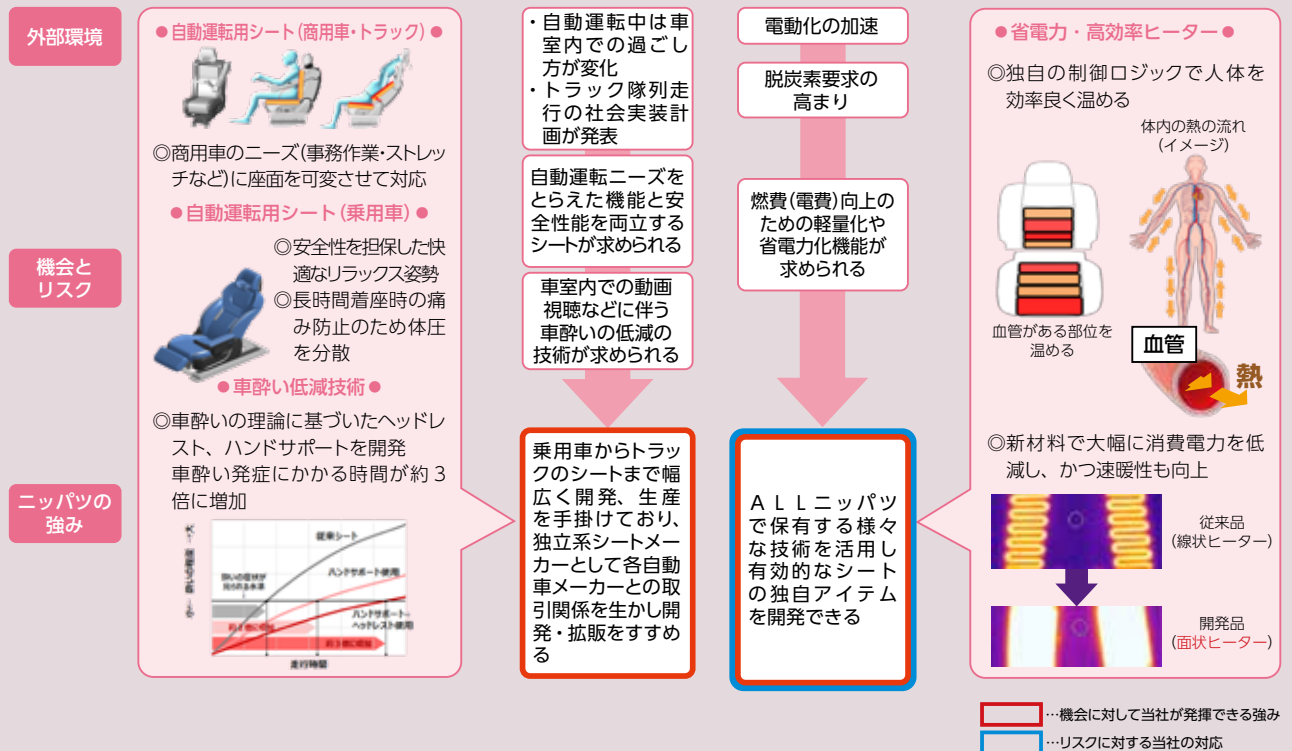 外部環境
機会と
リスク
ニッパツの
強み
●自動運転用シート(商用車・トラック)●
◎商用車のニーズ(事務作業・ストレッ
チなど)に座面を可変させて対応
●自動運転用シート(乗用車)●
◎安全性を担保した快
適なリラックス姿勢
◎長時間着座時の痛
み防止のため体圧
を分散
●車酔い低減技術●
◎車酔いの理論に基づいたヘッドレ
スト、ハンドサポートを開発
車酔い発症にかかる時間が約3
倍に増加
従来シート
ハンドサポート使用
ハンドサポート+
ヘッドレスト使用
走行時間
・自動運転中は車
室内での過ごし
方が変化
・トラック隊列走
行の社会実装計
画が発表
自動運転ニーズを
とらえた機能と安
全性能を両立する
シートが求められる
車室内での動画
視聴などに伴う
車酔いの低減の
技術が求められる
乗用車からトラッ
クのシートまで幅
広く開発、生産
を手掛けており、
独立系シートメー
カーとして各自動
車メーカーとの取
引関係を生かし開
発・拡販をすすめ
る
電動化の加速
脱炭素要求の
高まり
燃費(電費)向上の
ための軽量化や
省電力化機能が
求められる
ALLニッパツ
で保有する様々
な技術を活用し
有効的なシート
の独自アイテム
を開発できる
●省電力・高効率ヒーター●
◎独自の制御ロジックで人体を
効率良く温める
体内の熱の流れ
(イメージ)
血管がある部位を
温める
血管
熱
◎新材料で大幅に消費電力を低
減し、かつ速暖性も向上
従来品
(線状ヒーター)
開発品
(面状ヒーター)
…機会に対して当社が発揮できる強み
…リスクに対する当社の対応